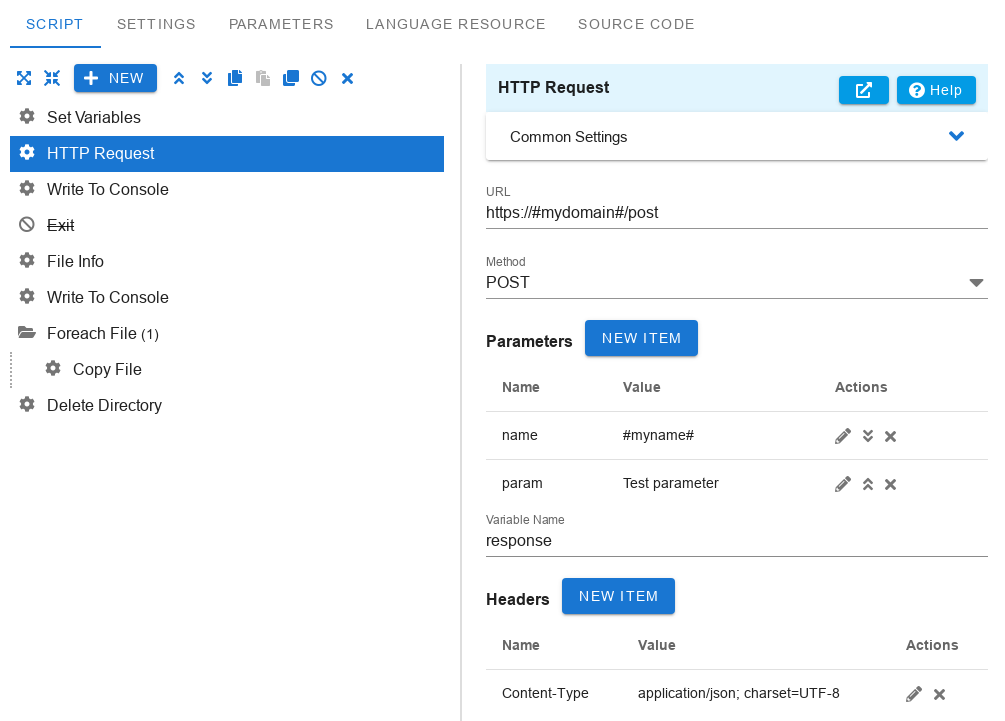 SCRIPT SETTINGS PARAMETERS LANGUAGE RESOURCE SOURCE CODE
NEW
Set Variables
HTTP Request
Write To Console
Exit
File Info
Write To Console
Foreach File (1)
Copy File
Delete Directory
HTTP Request Help
Common Settings
URL
https://#mydomain#/post
Method
POST
Parameters NEW ITEM
Name Value Actions
name #myname#
param Test parameter
Variable Name
response
Headers NEW ITEM
Name Value Actions
Content-Type application/json; charset=UTF-8